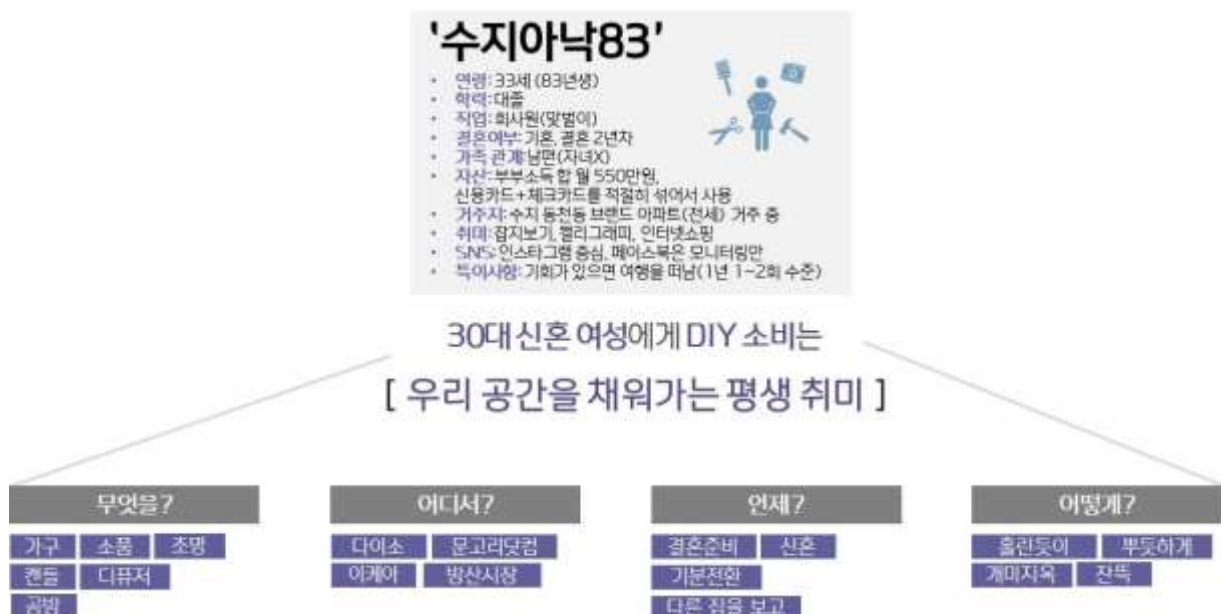 ‘수지아낙83’
• 연령: 33세 (83년생)
• 학력: 대졸
• 직업: 회사원(맞벌이)
• 결혼여부: 기혼, 결혼 2년차
• 가족 관계: 남편(자녀X)
• 자산: 부부소득 합 월 550만원,
신용카드+체크카드를 적절히 섞어서 사용
• 거주지: 수지 동천동 브랜드 아파트(전세) 거주 중
• 취미: 잡지보기, 캘리그래피, 인터넷쇼핑
• SNS: 인스타그램 중심, 페이스북은 모니터링만
• 특이사항: 기회가 있으면 여행을 떠남(1년 1~2회 수준)
30대 신혼 여성에게 DIY 소비는
[ 우리 공간을 채워가는 평생 취미 ]
무엇을?
가구 소품 조명
캔들 디퓨저
공방
어디서?
다이소 문고리닷컴
이케아 방산시장
언제?
결혼준비 신혼
기분전환
다른 집을 보고
어떻게?
홀린듯이 뿌듯하게
개미지옥 잔뜩